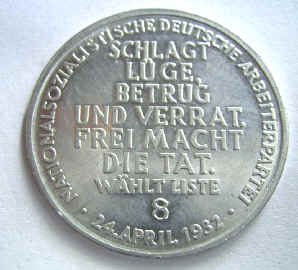 NATIONALSOZIALISTISCHE DEUTSCHE ARBEITERPARTEI
SCHLAGT
LÜGE,
BETRUG
UND VERRAT.
FREI MACHT
DIE TAT.
WÄHLT LISTE
8
· 24. APRIL 1932 ·